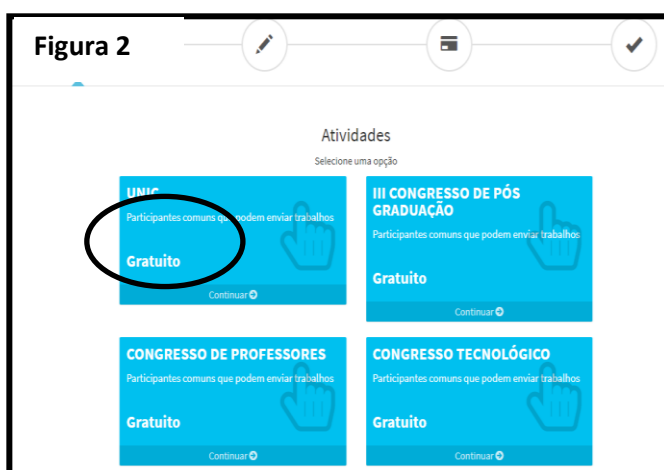 Figura 2
Atividades
Selecione uma opção
UNIC
Participantes comuns que podem enviar trabalhos
Gratuito
Continuar
III CONGRESSO DE PÓS
GRADUAÇÃO
Participantes comuns que podem enviar trabalhos
Gratuito
Continuar
CONGRESSO DE PROFESSORES
Participantes comuns que podem enviar trabalhos
Gratuito
Continuar
CONGRESSO TECNOLÓGICO
Participantes comuns que podem enviar trabalhos
Gratuito
Continuar